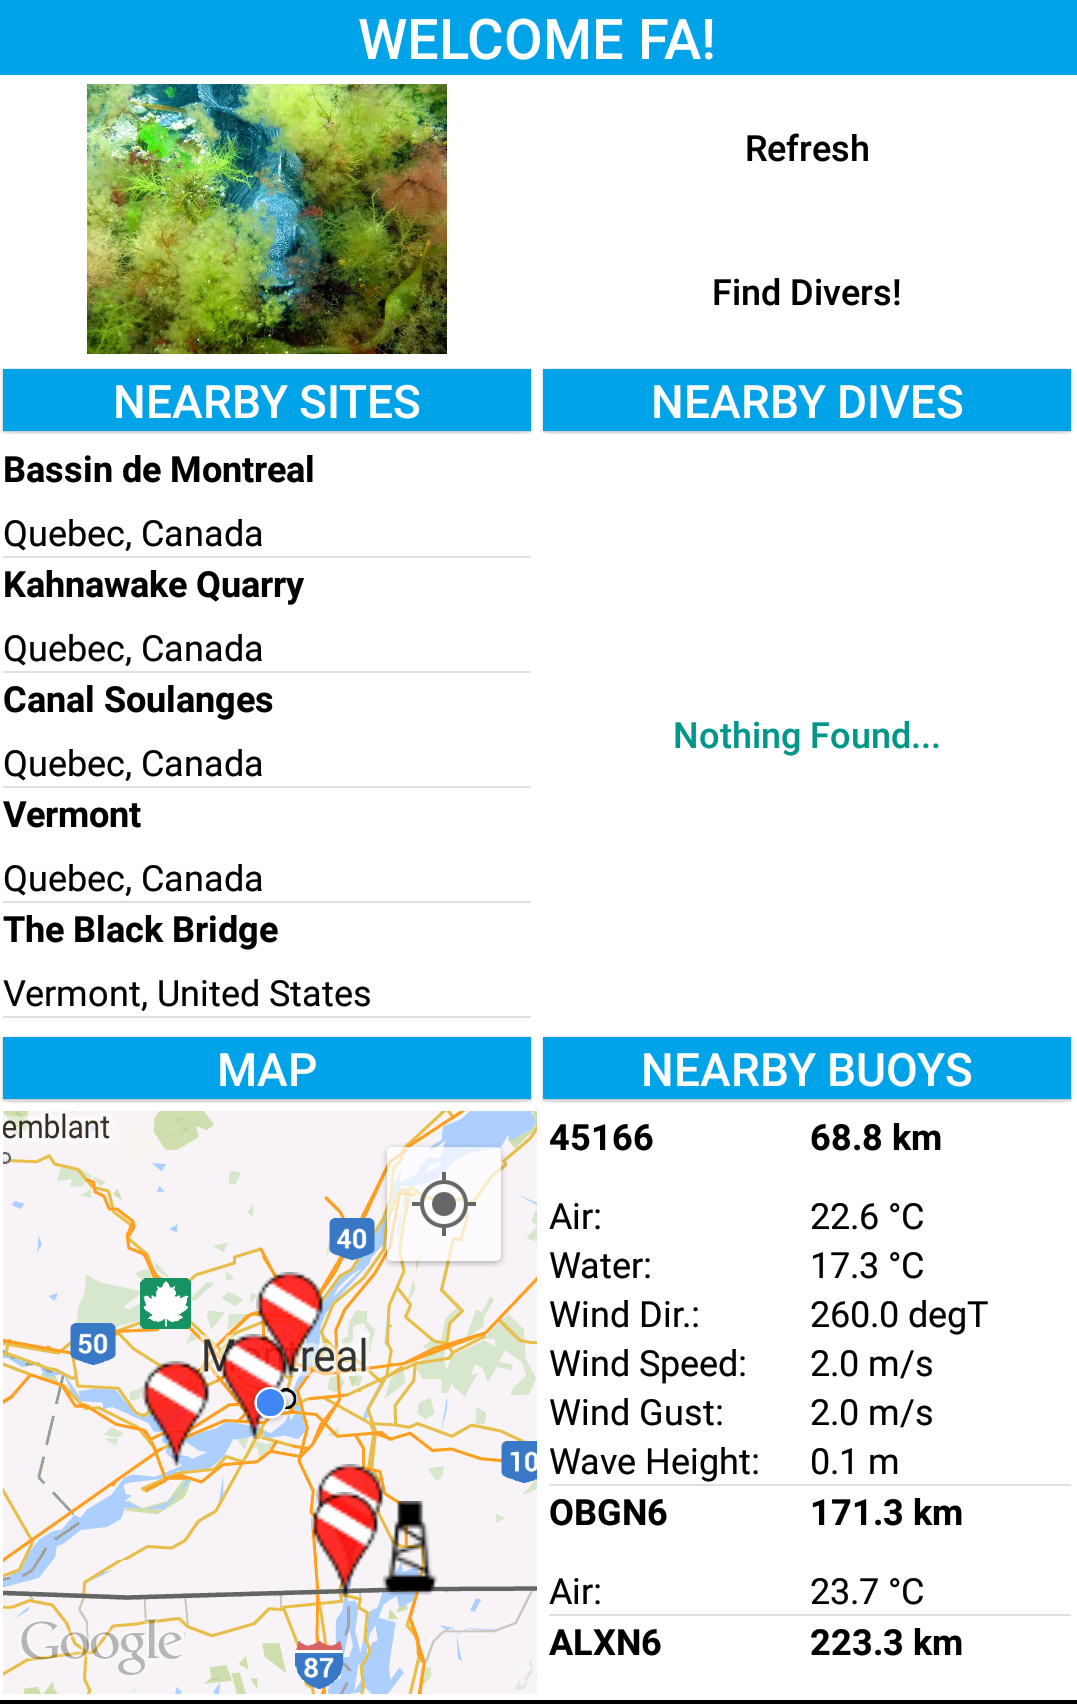 WELCOME FA!
Refresh
Find Divers!
NEARBY SITES
Bassin de Montreal
Quebec, Canada
Kahnawake Quarry
Quebec, Canada
Canal Soulanges
Quebec, Canada
Vermont
Quebec, Canada
The Black Bridge
Vermont, United States
NEARBY DIVES
Nothing Found...
MAP
emblant
40
50
Montreal
10
87
Google
NEARBY BUOYS
45166 68.8 km
Air: 22.6 °C
Water: 17.3 °C
Wind Dir.: 260.0 degT
Wind Speed: 2.0 m/s
Wind Gust: 2.0 m/s
Wave Height: 0.1 m
OBGN6 171.3 km
Air: 23.7 °C
ALXN6 223.3 km